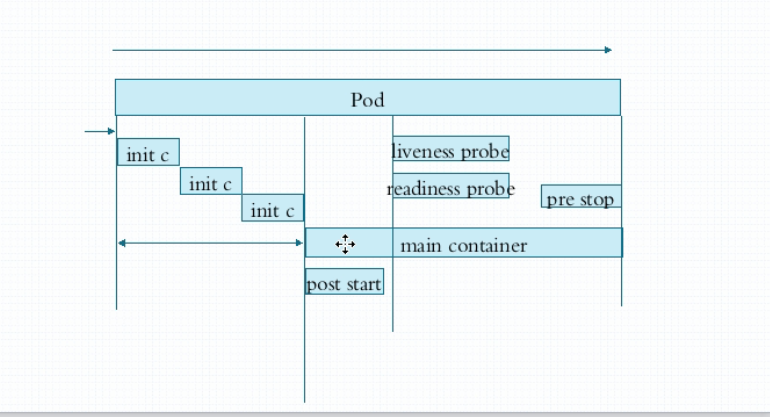 Pod
init c
liveness probe
init c
readiness probe
init c
pre stop
main container
post start